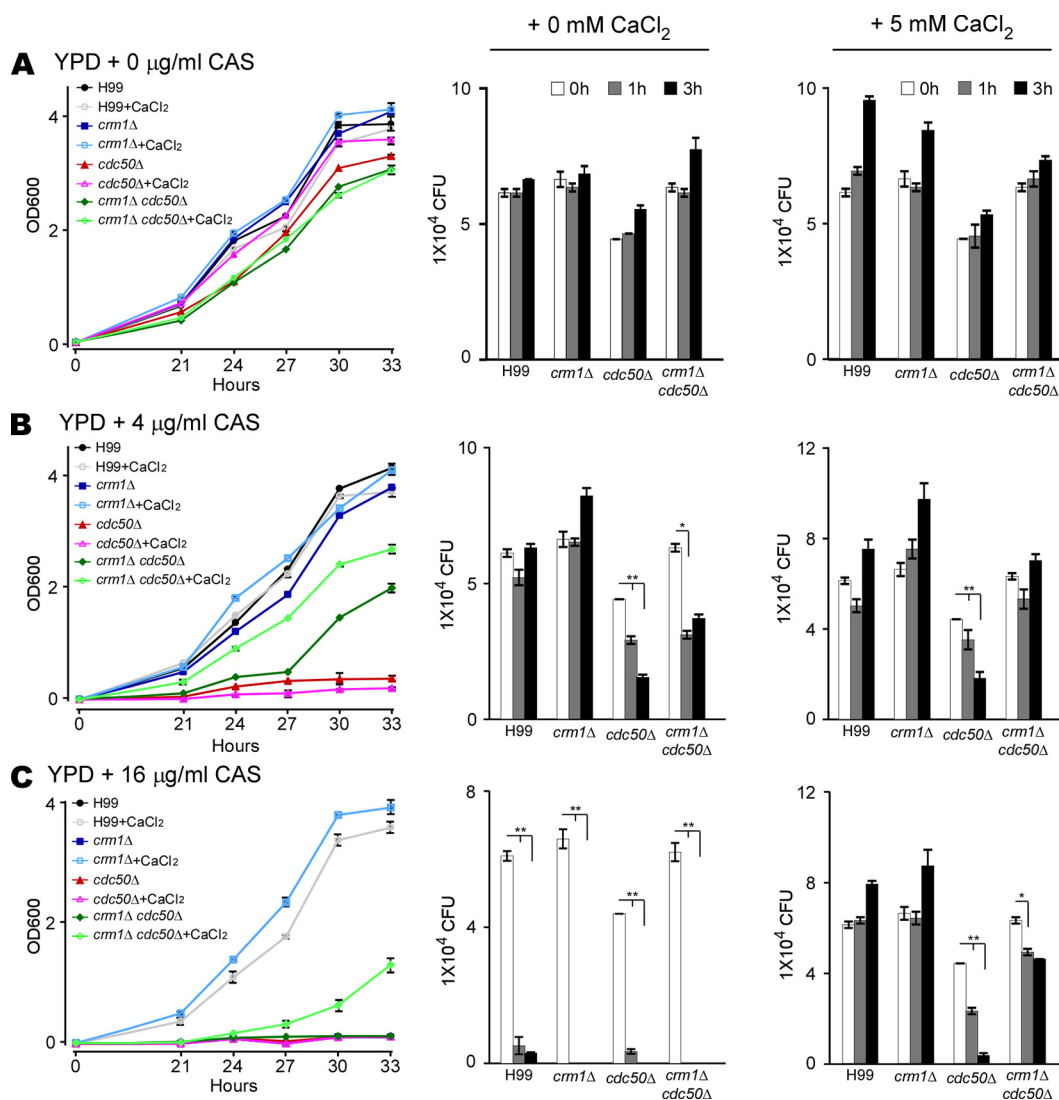 + 0 mM CaCl2
+ 5 mM CaCl2
A YPD + 0 μg/ml CAS
H99
H99+CaCl2
crm1Δ
crm1Δ+CaCl2
cdc50Δ
cdc50Δ+CaCl2
crm1Δ cdc50Δ
crm1Δ cdc50Δ+CaCl2
OD600
4
2
0
0 21 24 27 30 33
Hours
0h 1h 3h
1X10^4 CFU
10
5
0
H99 crm1Δ cdc50Δ crm1Δ
cdc50Δ
0h 1h 3h
1X10^4 CFU
10
5
0
H99 crm1Δ cdc50Δ crm1Δ
cdc50Δ
B YPD + 4 μg/ml CAS
H99
H99+CaCl2
crm1Δ
crm1Δ+CaCl2
cdc50Δ
cdc50Δ+CaCl2
crm1Δ cdc50Δ
crm1Δ cdc50Δ+CaCl2
OD600
4
2
0
0 21 24 27 30 33
Hours
1X10^4 CFU
10
5
0
** *
H99 crm1Δ cdc50Δ crm1Δ
cdc50Δ
1X10^4 CFU
12
8
4
0
**
H99 crm1Δ cdc50Δ crm1Δ
cdc50Δ
C YPD + 16 μg/ml CAS
H99
H99+CaCl2
crm1Δ
crm1Δ+CaCl2
cdc50Δ
cdc50Δ+CaCl2
crm1Δ cdc50Δ
crm1Δ cdc50Δ+CaCl2
OD600
4
2
0
0 21 24 27 30 33
Hours
1X10^4 CFU
8
4
0
** ** ** **
H99 crm1Δ cdc50Δ crm1Δ
cdc50Δ
1X10^4 CFU
12
8
4
0
** *
H99 crm1Δ cdc50Δ crm1Δ
cdc50Δ